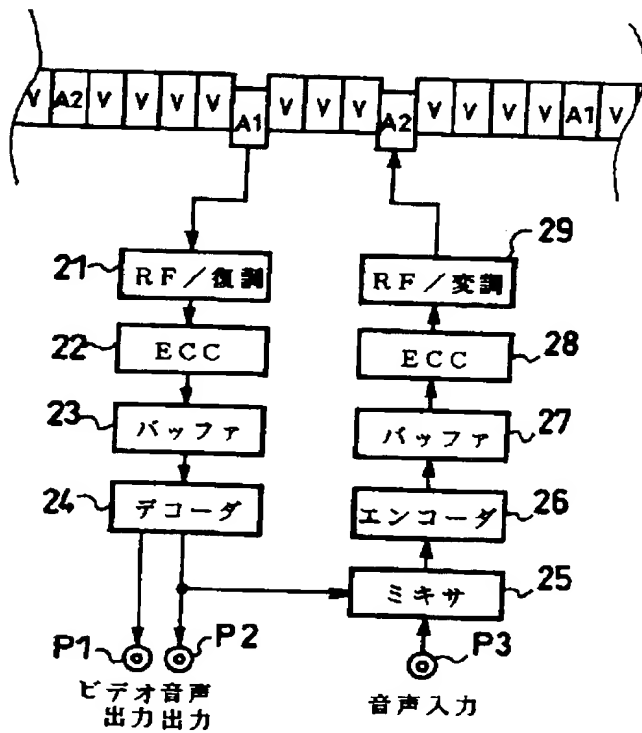 V A2 V V V V A1 V V V A2 V V V V A1 V
21 RF／復調
29 RF／変調
22 ECC
28 ECC
23 バッファ
27 バッファ
24 デコーダ
26 エンコーダ
25 ミキサ
P1 P2 P3
ビデオ 音声
出力 出力
音声入力